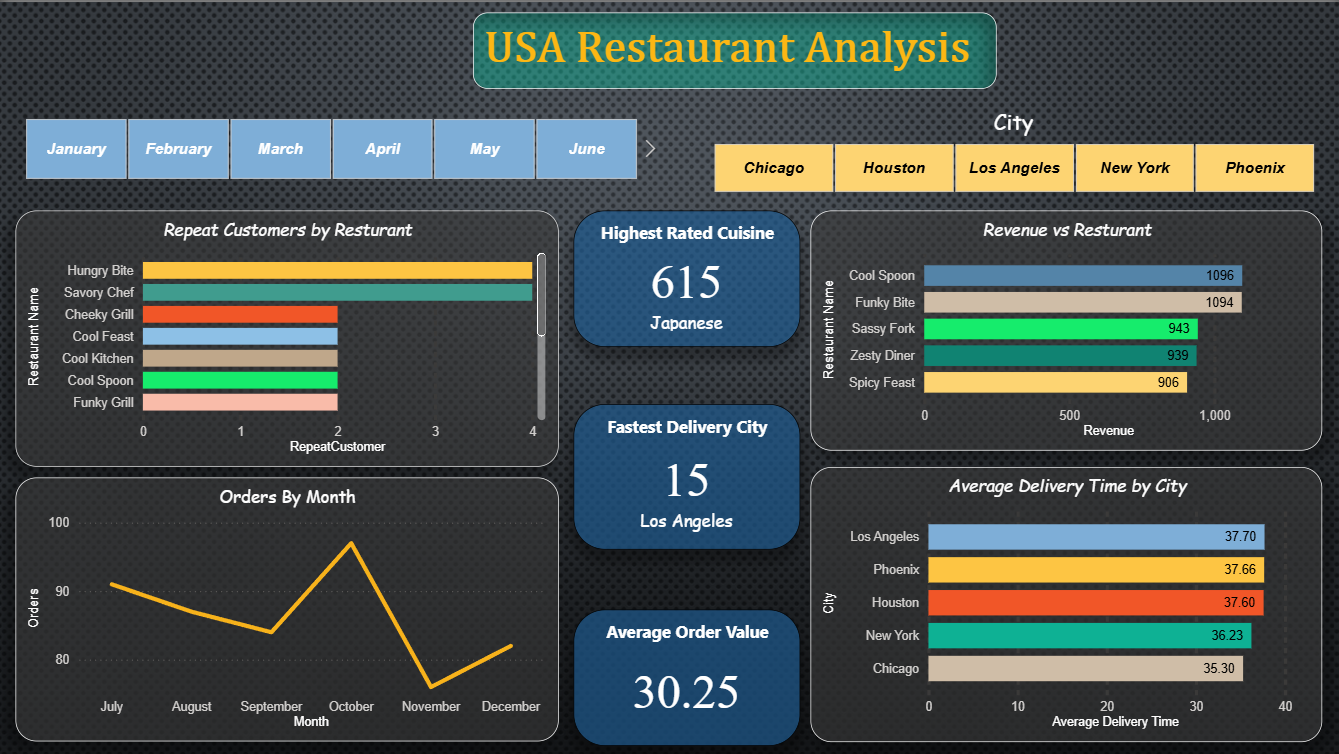 USA Restaurant Analysis
January February March April May June
City
Chicago Houston Los Angeles New York Phoenix
Repeat Customers by Resturant
Restaurant Name
Hungry Bite
Savory Chef
Cheeky Grill
Cool Feast
Cool Kitchen
Cool Spoon
Funky Grill
0 1 2 3 4
RepeatCustomer
Highest Rated Cuisine
615
Japanese
Revenue vs Resturant
Restaurant Name
Cool Spoon 1096
Funky Bite 1094
Sassy Fork 943
Zesty Diner 939
Spicy Feast 906
0 500 1,000
Revenue
Orders By Month
Orders
100
90
80
July August September October November December
Month
Fastest Delivery City
15
Los Angeles
Average Order Value
30.25
Average Delivery Time by City
City
Los Angeles 37.70
Phoenix 37.66
Houston 37.60
New York 36.23
Chicago 35.30
0 10 20 30 40
Average Delivery Time